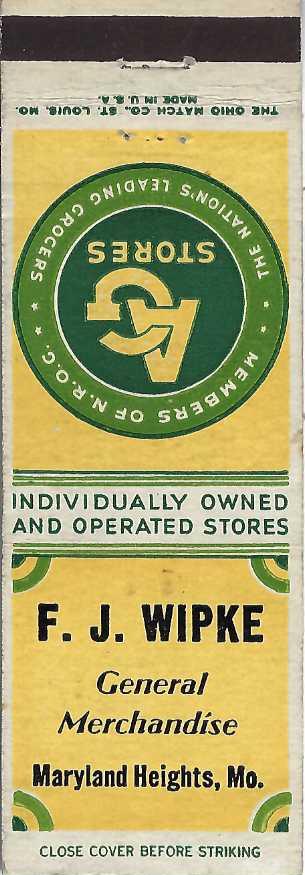 THE OHIO MATCH CO., ST. LOUIS, MO.
MADE IN U.S.A.
THE NATION'S LEADING GROCERS
★ MEMBERS OF N.R.O.G. ★
AG
STORES
INDIVIDUALLY OWNED
AND OPERATED STORES
F. J. WIPKE
General
Merchandise
Maryland Heights, Mo.
CLOSE COVER BEFORE STRIKING